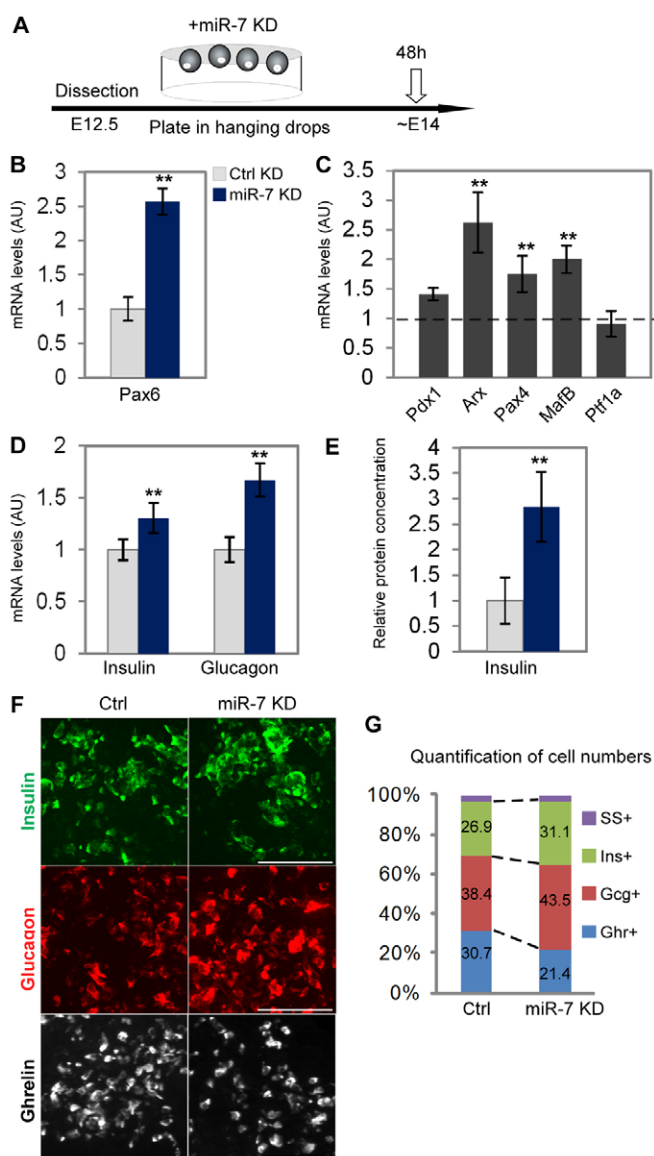 A
+miR-7 KD
48h
Dissection
E12.5
Plate in hanging drops
~E14
B
mRNA levels (AU)
3
2.5
2
1.5
1
0.5
0
**
Pax6
Ctrl KD
miR-7 KD
C
mRNA levels (AU)
3.5
3
2.5
2
1.5
1
0.5
0
**
**
**
Pdx1
Arx
Pax4
MafB
Ptf1a
D
mRNA levels (AU)
2
1.5
1
0.5
0
**
**
Insulin
Glucagon
E
Relative protein concentration
4
3.5
3
2.5
2
1.5
1
0.5
0
**
Insulin
F
Ctrl
miR-7 KD
Insulin
Glucagon
Ghrelin
G
Quantification of cell numbers
100%
80%
60%
40%
20%
0%
26.9
38.4
30.7
31.1
43.5
21.4
Ctrl
miR-7 KD
SS+
Ins+
Gcg+
Ghr+